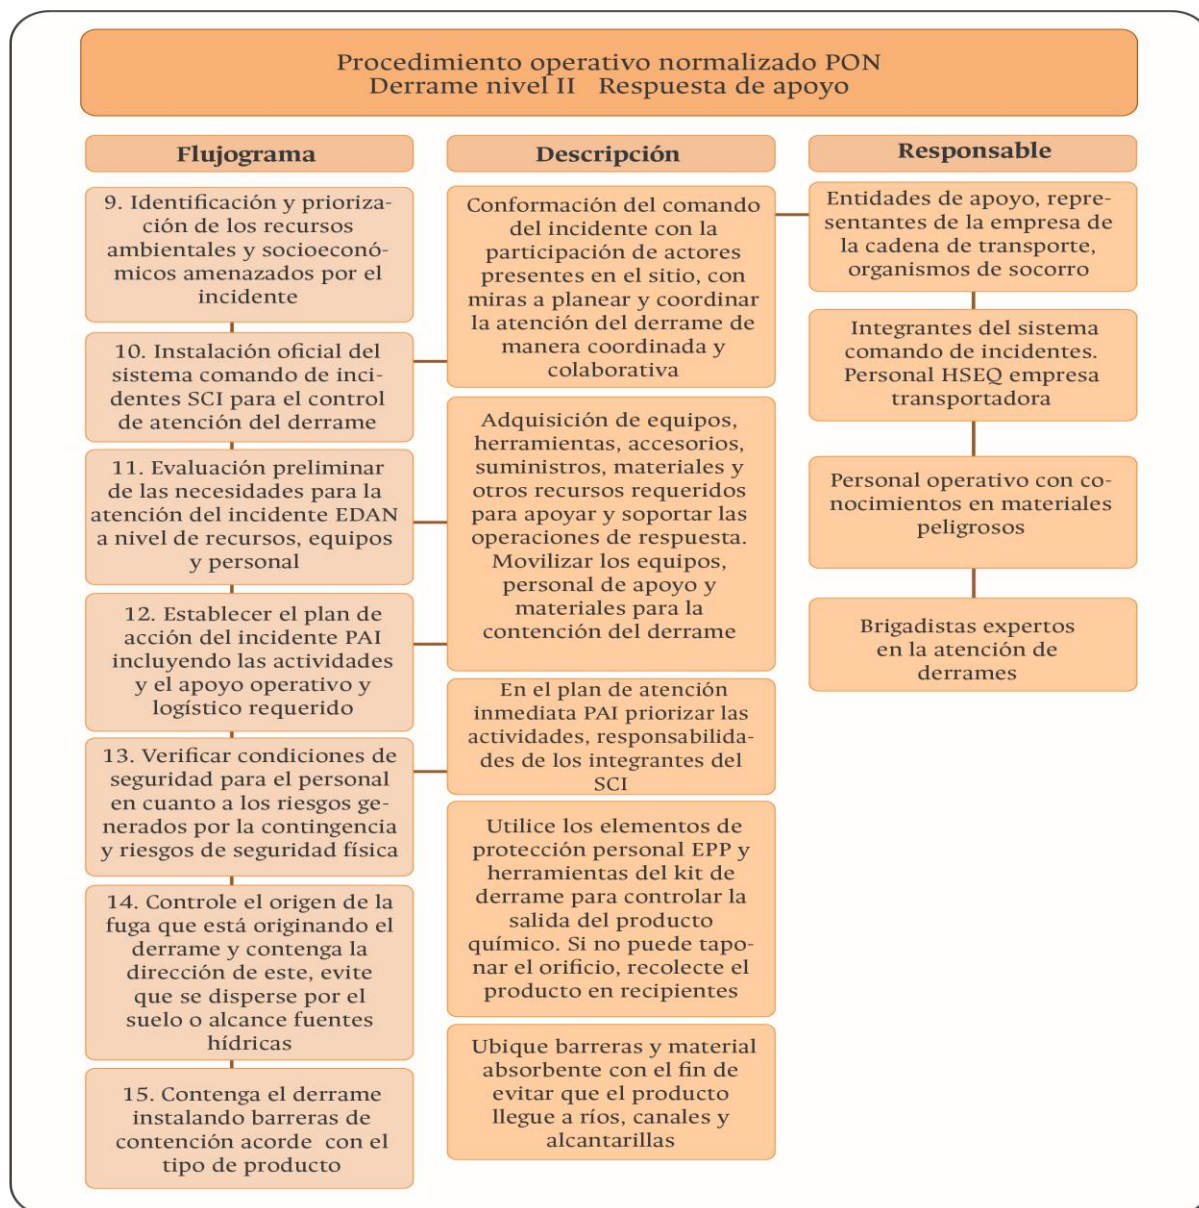 Procedimiento operativo normalizado PON
Derrame nivel II   Respuesta de apoyo
Flujograma
9. Identificación y prioriza-
ción de los recursos
ambientales y socioeconó-
micos amenazados por el
incidente
10. Instalación oficial del
sistema comando de inci-
dentes SCI para el control
de atención del derrame
11. Evaluación preliminar
de las necesidades para la
atención del incidente EDAN
a nivel de recursos, equipos
y personal
12. Establecer el plan de
acción del incidente PAI
incluyendo las actividades
y el apoyo operativo y
logístico requerido
13. Verificar condiciones de
seguridad para el personal
en cuanto a los riesgos ge-
nerados por la contingencia
y riesgos de seguridad física
14. Controle el origen de la
fuga que está originando el
derrame y contenga la
dirección de este, evite
que se disperse por el
suelo o alcance fuentes
hídricas
15. Contenga el derrame
instalando barreras de
contención acorde  con el
tipo de producto
Descripción
Conformación del comando
del incidente con la
participación de actores
presentes en el sitio, con
miras a planear y coordinar
la atención del derrame de
manera coordinada y
colaborativa
Adquisición de equipos,
herramientas, accesorios,
suministros, materiales y
otros recursos requeridos
para apoyar y soportar las
operaciones de respuesta.
Movilizar los equipos,
personal de apoyo y
materiales para la
contención del derrame
En el plan de atención
inmediata PAI priorizar las
actividades, responsabilida-
des de los integrantes del
SCI
Utilice los elementos de
protección personal EPP y
herramientas del kit de
derrame para controlar la
salida del producto
químico. Si no puede tapo-
nar el orificio, recolecte el
producto en recipientes
Ubique barreras y material
absorbente con el fin de
evitar que el producto
llegue a ríos, canales y
alcantarillas
Responsable
Entidades de apoyo, repre-
sentantes de la empresa de
la cadena de transporte,
organismos de socorro
Integrantes del sistema
comando de incidentes.
Personal HSEQ empresa
transportadora
Personal operativo con co-
nocimientos en materiales
peligrosos
Brigadistas expertos
en la atención de
derrames